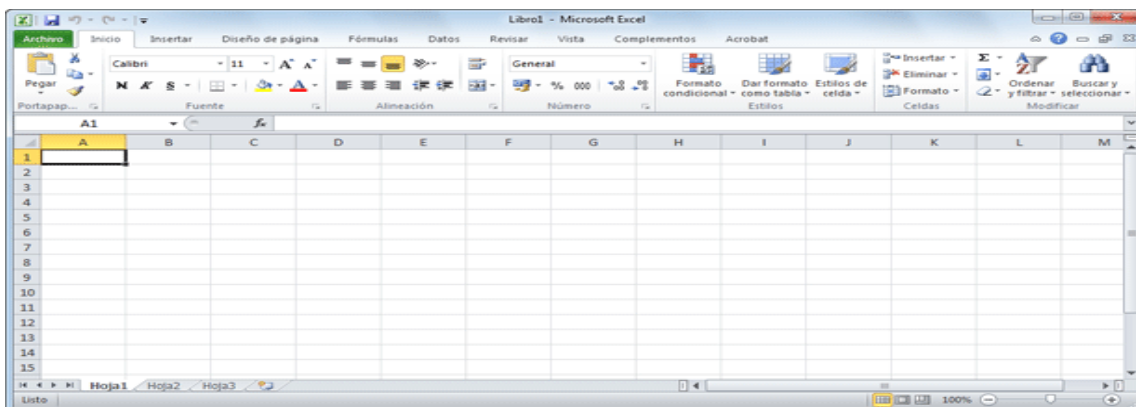 Libro1 - Microsoft Excel
Archivo Inicio Insertar Diseño de página Fórmulas Datos Revisar Vista Complementos Acrobat
Pegar
Calibri 11
N K S
General
% 000
Formato condicional
Dar formato como tabla
Estilos de celda
Insertar
Eliminar
Formato
Σ
Ordenar y filtrar
Buscar y seleccionar
Portapap... Fuente Alineación Número Estilos Celdas Modificar
A1 fx
A B C D E F G H I J K L M
1
2
3
4
5
6
7
8
9
10
11
12
13
14
15
Hoja1 Hoja2 Hoja3
Listo 100%